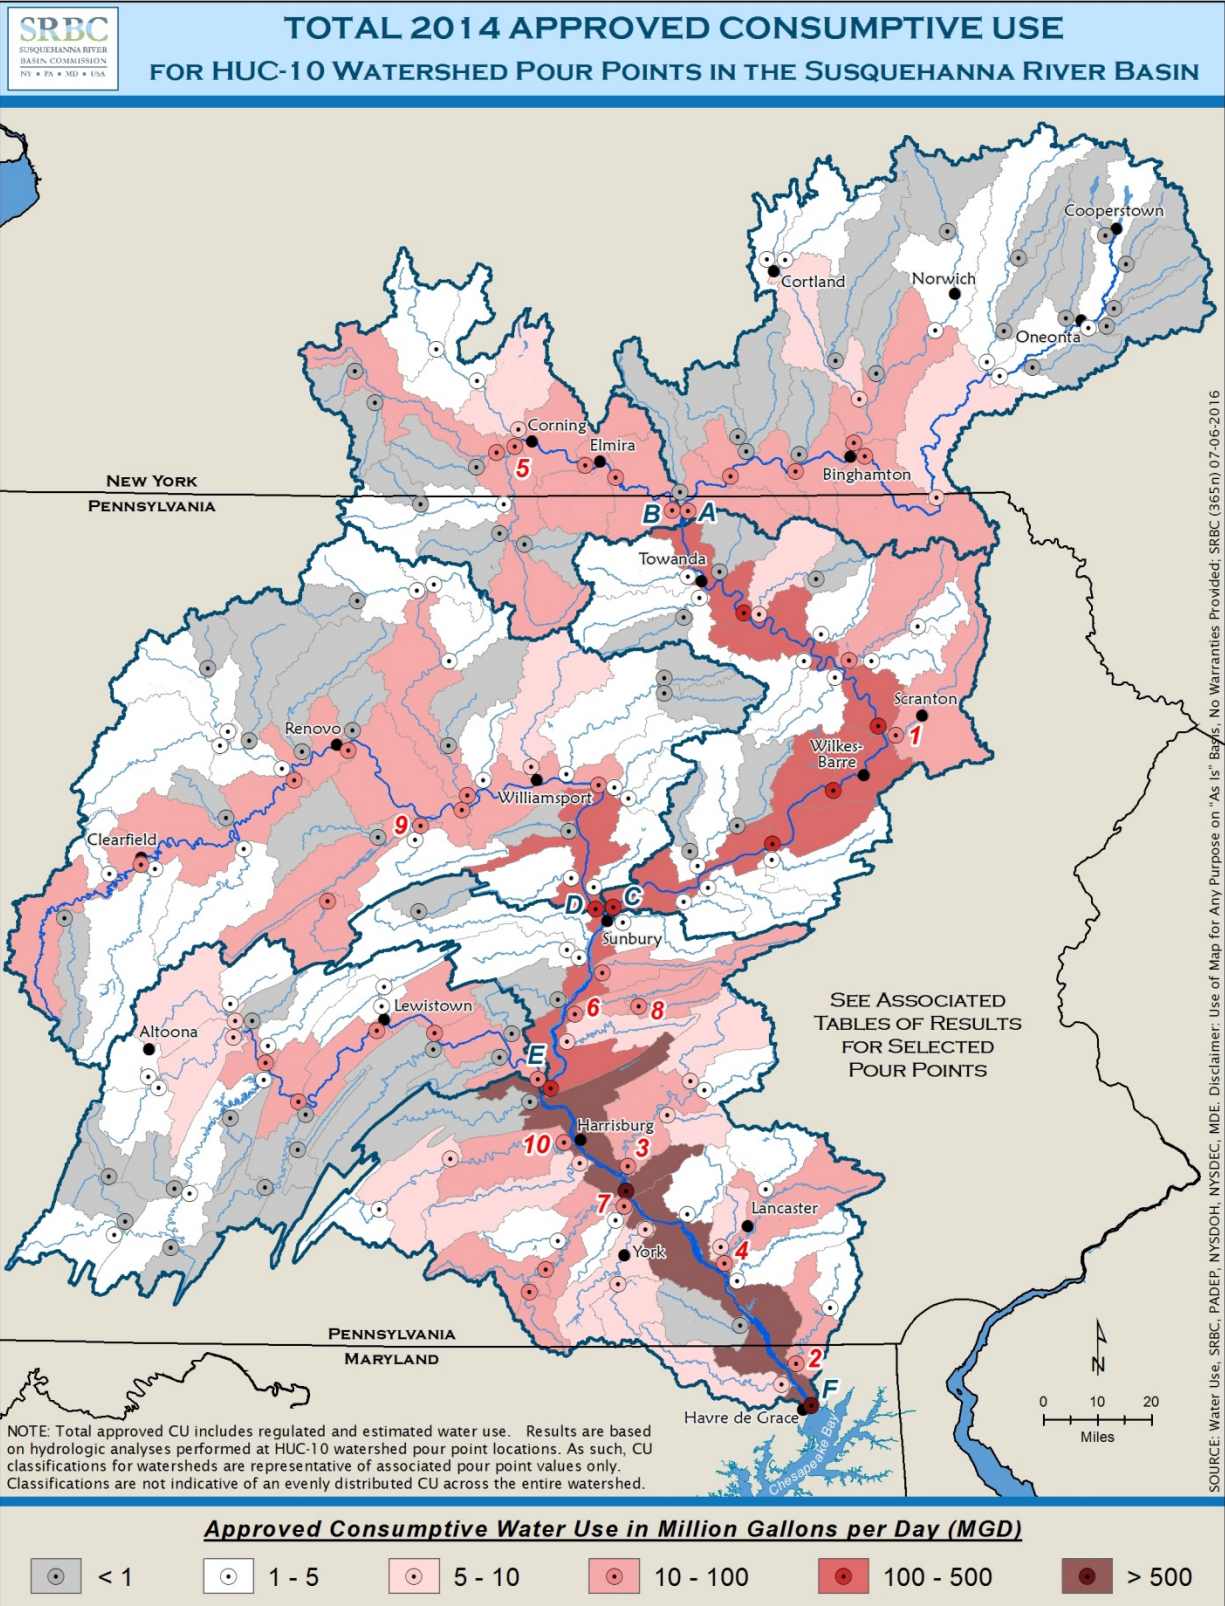 SRBC
SUSQUEHANNA RIVER
BASIN COMMISSION
NY ▪ PA ▪ MD ▪ USA
TOTAL 2014 APPROVED CONSUMPTIVE USE
FOR HUC-10 WATERSHED POUR POINTS IN THE SUSQUEHANNA RIVER BASIN
Cooperstown
Cortland
Norwich
Oneonta
Corning
Elmira
5
Binghamton
NEW YORK
PENNSYLVANIA
B
A
Towanda
Scranton
1
Renovo
Wilkes-
Barre
Williamsport
9
Clearfield
D
C
Sunbury
Lewistown
6
8
SEE ASSOCIATED
TABLES OF RESULTS
FOR SELECTED
POUR POINTS
Altoona
E
Harrisburg
10
3
7
Lancaster
York
4
PENNSYLVANIA
MARYLAND
2
F
Havre de Grace
Chesapeake Bay
N
0 10 20
Miles
NOTE: Total approved CU includes regulated and estimated water use. Results are based
on hydrologic analyses performed at HUC-10 watershed pour point locations. As such, CU
classifications for watersheds are representative of associated pour point values only.
Classifications are not indicative of an evenly distributed CU across the entire watershed.
SOURCE: Water Use, SRBC, PADEP, NYSDOH, NYSDEC, MDE. Disclaimer: Use of Map for Any Purpose on "As Is" Basis. No Warranties Provided; SRBC (365n) 07-06-2016
Approved Consumptive Water Use in Million Gallons per Day (MGD)
< 1 1 - 5 5 - 10 10 - 100 100 - 500 > 500